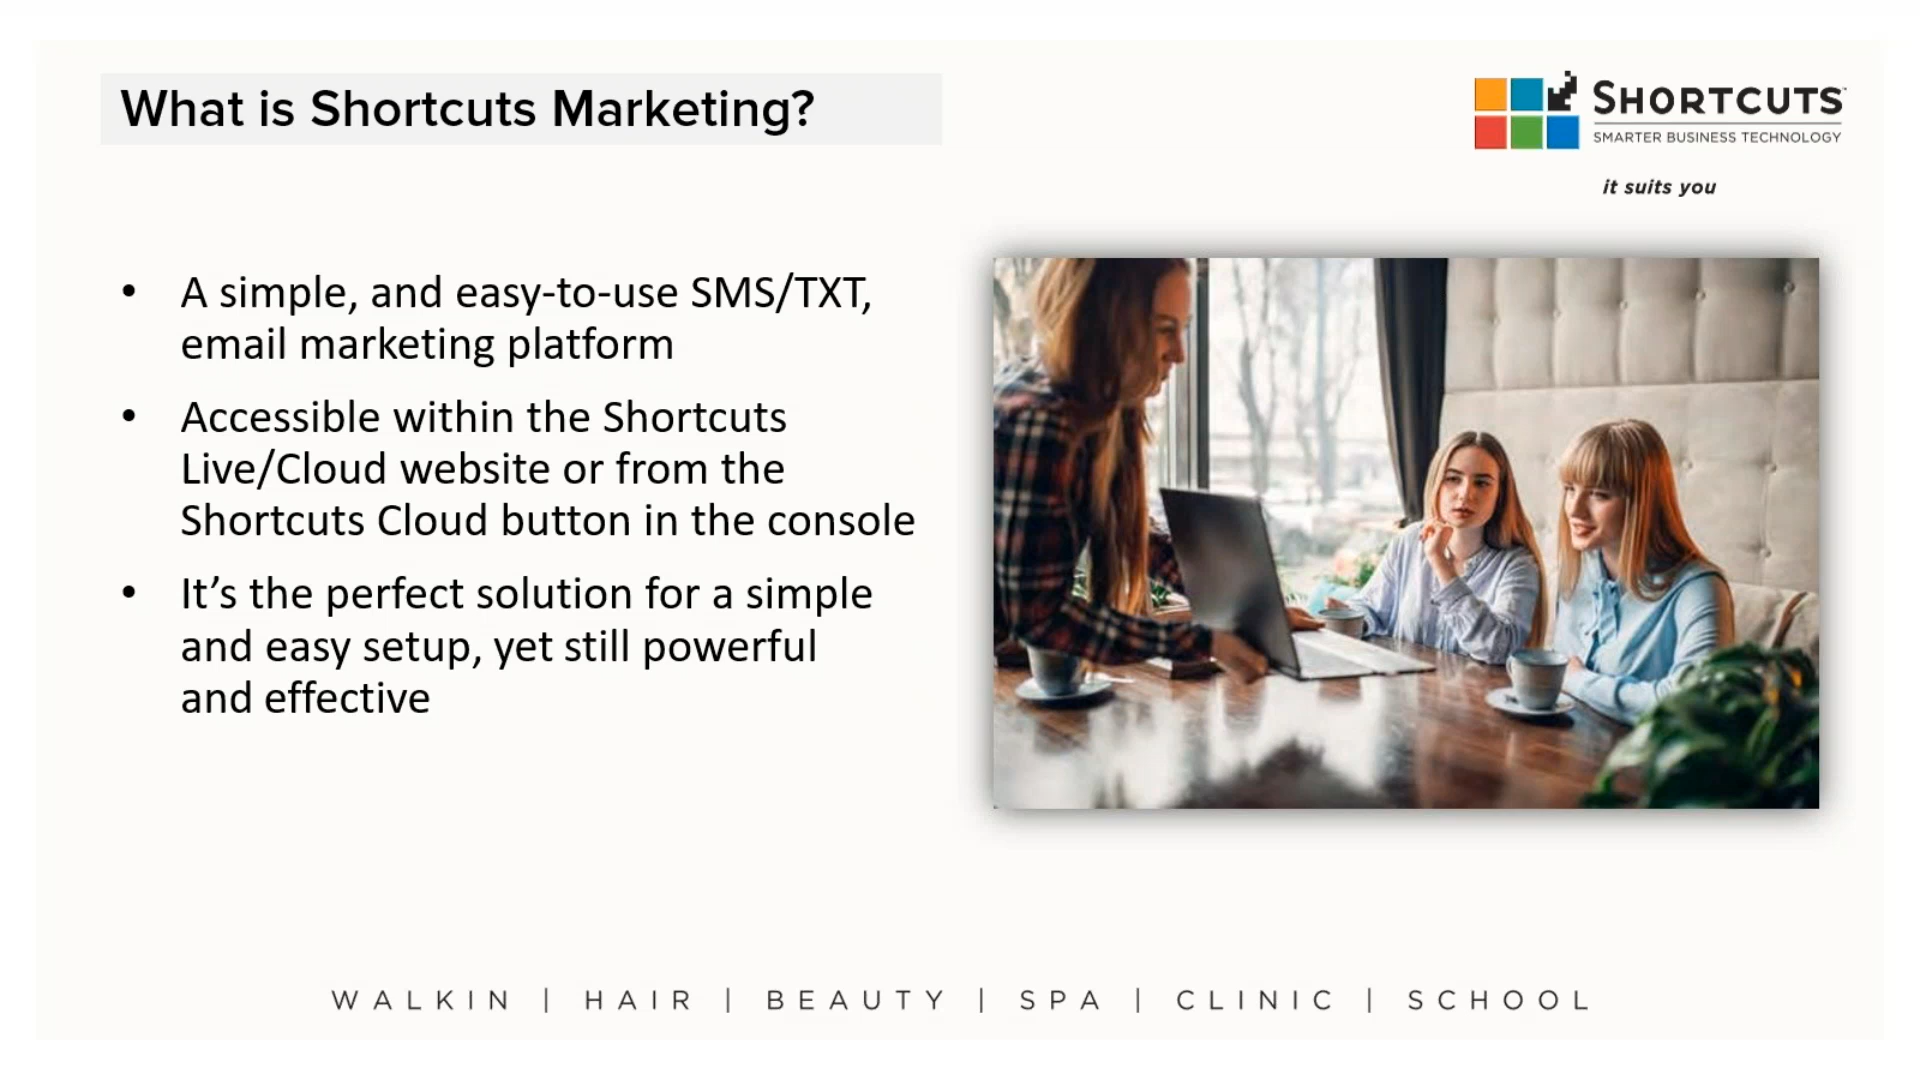 What is Shortcuts Marketing?
SHORTCUTS™
SMARTER BUSINESS TECHNOLOGY
it suits you
• A simple, and easy-to-use SMS/TXT,
email marketing platform
• Accessible within the Shortcuts
Live/Cloud website or from the
Shortcuts Cloud button in the console
• It’s the perfect solution for a simple
and easy setup, yet still powerful
and effective
WALKIN | HAIR | BEAUTY | SPA | CLINIC | SCHOOL